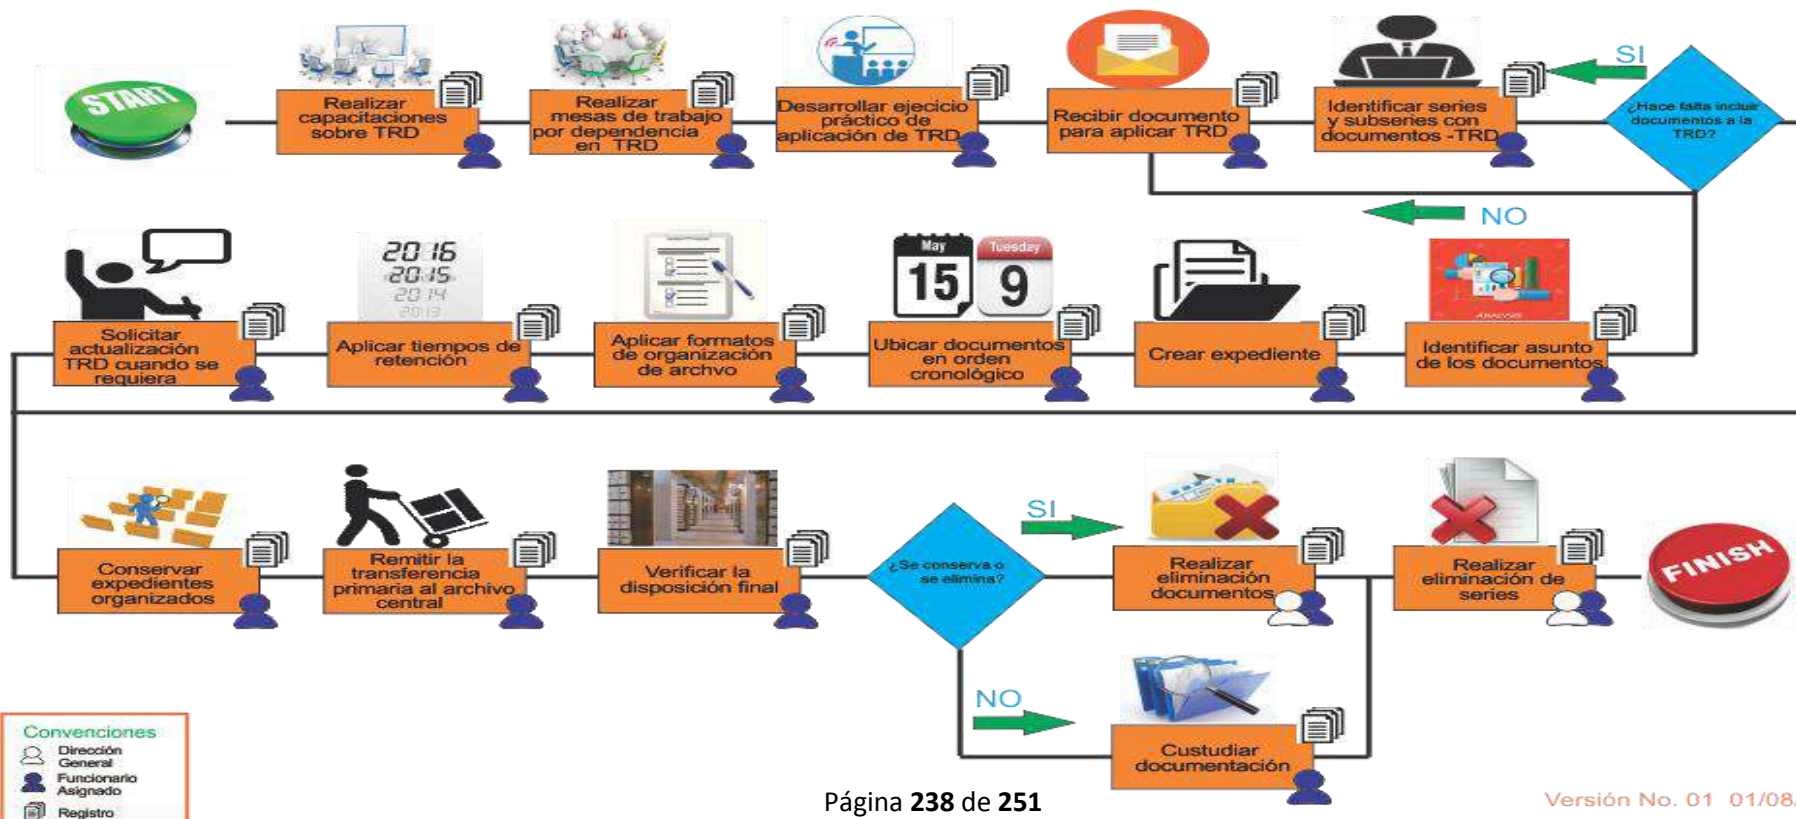 START
Realizar
capacitaciones
sobre TRD
Realizar
mesas de trabajo
por dependencia
en TRD
Desarrollar ejecicio
práctico de
aplicación de TRD
Recibir documento
para aplicar TRD
Identificar series
y subseries con
documentos -TRD
SI
¿Hace falta incluir
documentos a la
TRD?
NO
Solicitar
actualización
TRD cuando se
requiera
2016
2015
2014
2013
Aplicar tiempos de
retención
Aplicar formatos
de organización
de archvo
May
15
Tuesday
9
Ubicar documentos
en orden
cronológico
Crear expediente
ANALYSIS
Identificar asunto
de los documentos
Conservar
expedientes
organizados
Remitir la
transferencia
primaria al archivo
central
Verificar la
disposición final
¿Se conserva o
se elimina?
SI
Realizar
eliminación
documentos
Realizar
eliminación de
series
FINISH
NO
Custudiar
documentación
Convenciones
Dirección
General
Funcionario
Asignado
Registro
Página 238 de 251
Versión No. 01 01/08/